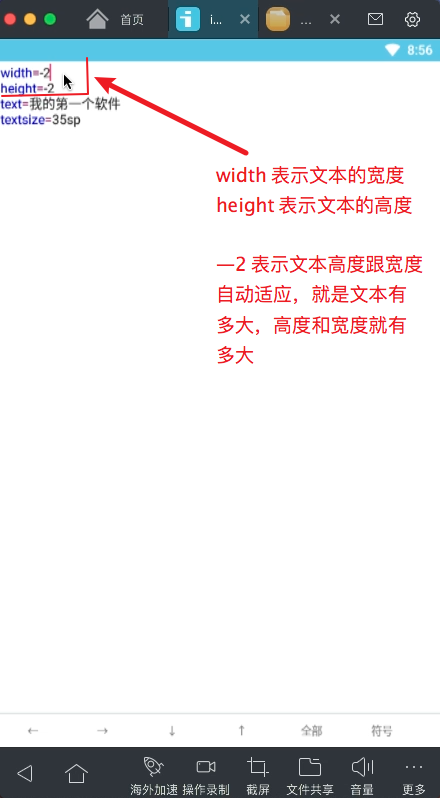 首页
i...
...
8:56
width=-2
height=-2
text=我的第一个软件
textsize=35sp
width 表示文本的宽度
height 表示文本的高度
—2 表示文本高度跟宽度
自动适应，就是文本有
多大，高度和宽度就有
多大
← → ↓ ↑ 全部 符号
海外加速 操作录制 截屏 文件共享 音量 更多